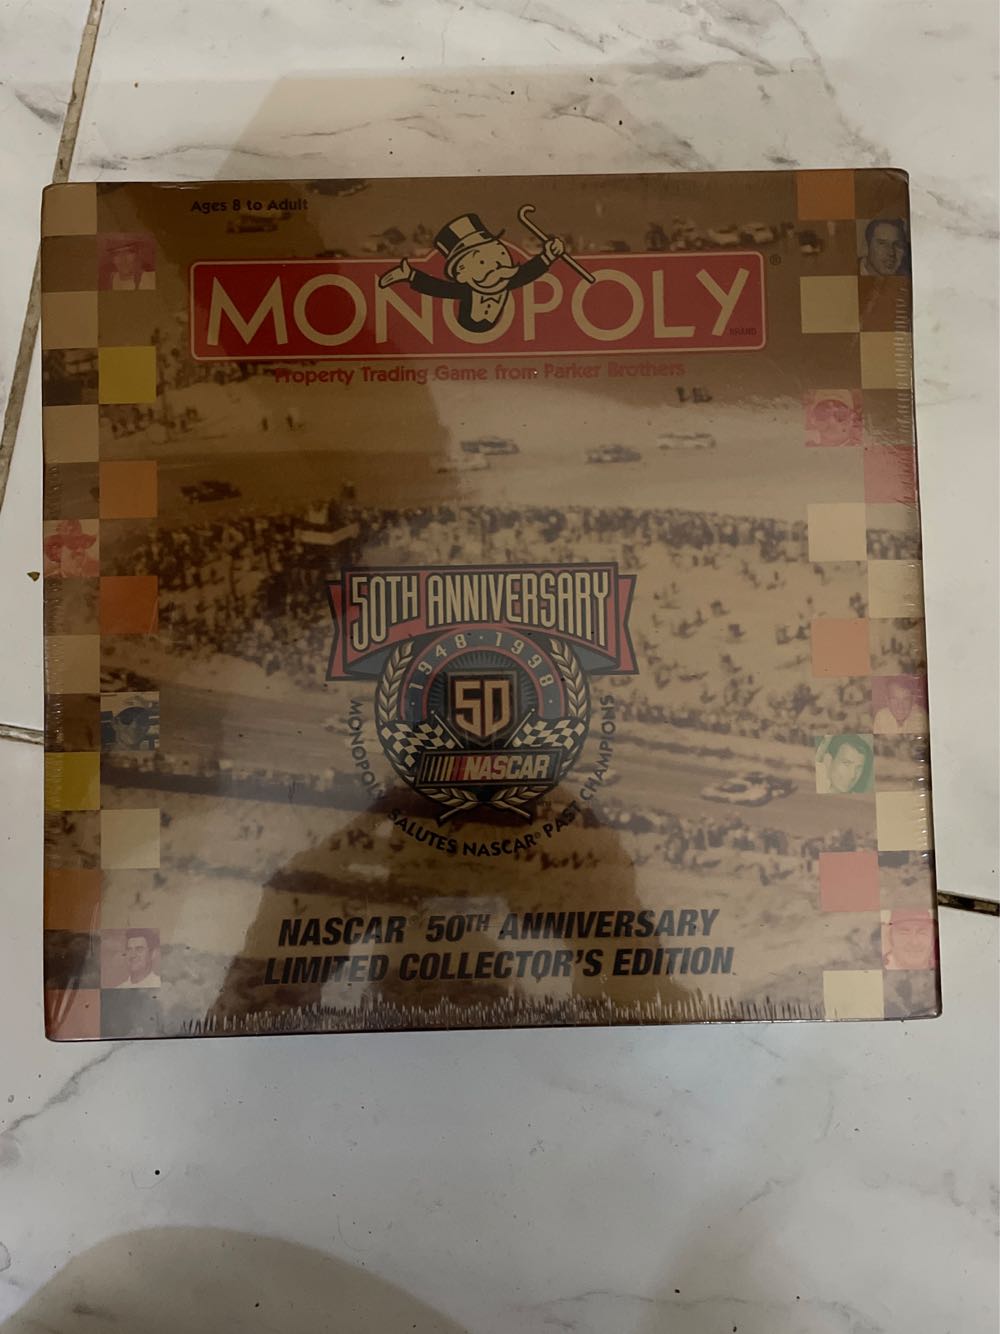 Ages 8 to Adult
MONOPOLY®
BRAND
Property Trading Game from Parker Brothers
50TH ANNIVERSARY
1948 · 1998
50
NASCAR
MONOPOLY SALUTES NASCAR® PAST CHAMPIONS
NASCAR® 50TH ANNIVERSARY
LIMITED COLLECTOR'S EDITION